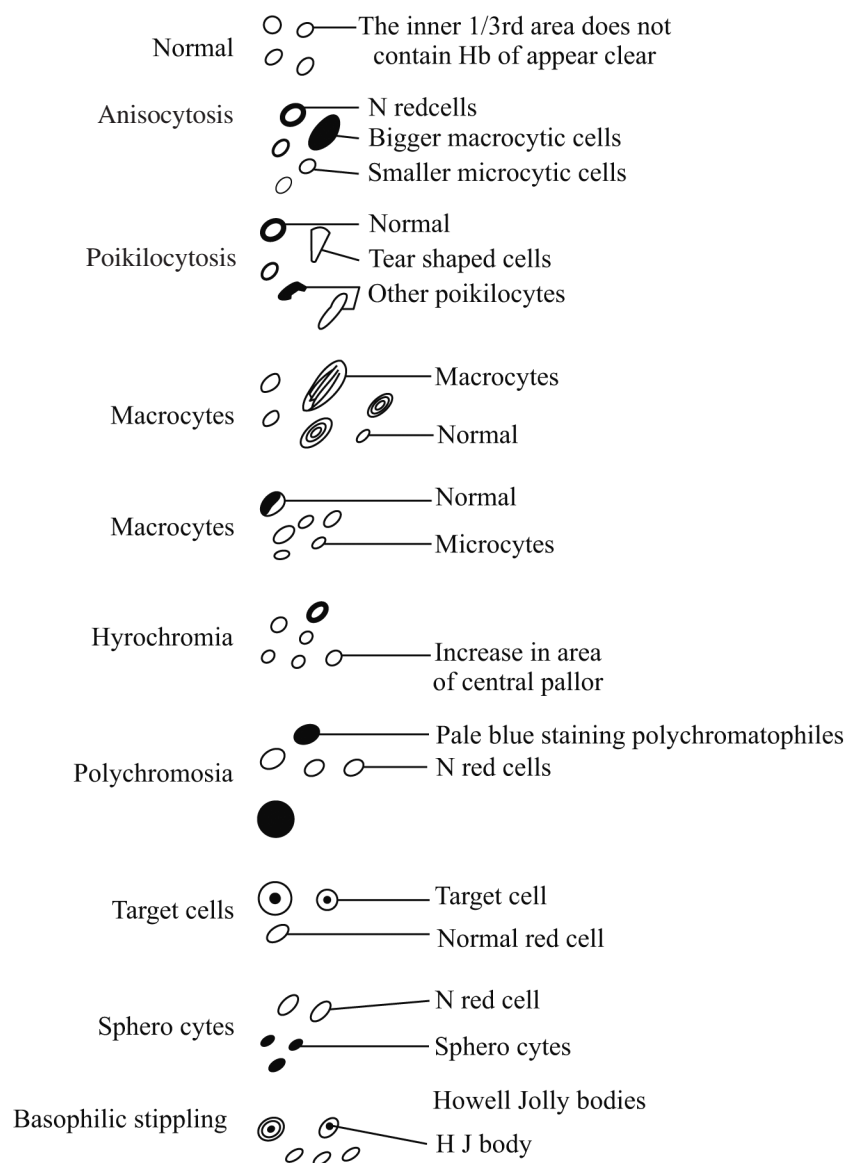 The inner 1/3rd area does not
Normal
contain Hb of appear clear
Anisocytosis
N redcells
Bigger macrocytic cells
Smaller microcytic cells
Normal
Poikilocytosis
Tear shaped cells
Other poikilocytes
Macrocytes
Macrocytes
Normal
Normal
Macrocytes
Microcytes
Hyrochromia
Increase in area
of central pallor
Pale blue staining polychromatophiles
Polychromosia
N red cells
Target cells
Target cell
Normal red cell
N red cell
Sphero cytes
Sphero cytes
Howell Jolly bodies
Basophilic stippling
H J body